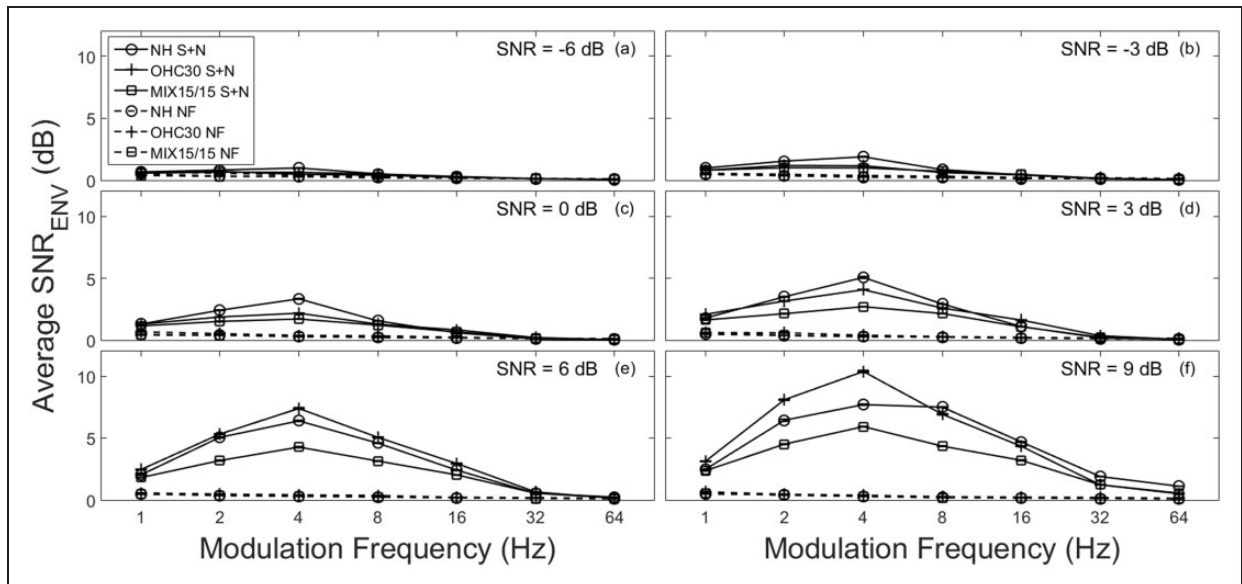 NH S+N
OHC30 S+N
MIX15/15 S+N
NH NF
OHC30 NF
MIX15/15 NF
SNR = -6 dB (a)
10
5
0
SNR = -3 dB (b)
SNR = 0 dB (c)
10
5
0
SNR = 3 dB (d)
SNR = 6 dB (e)
10
5
0
SNR = 9 dB (f)
Average SNR_ENV (dB)
1 2 4 8 16 32 64
1 2 4 8 16 32 64
Modulation Frequency (Hz)
Modulation Frequency (Hz)